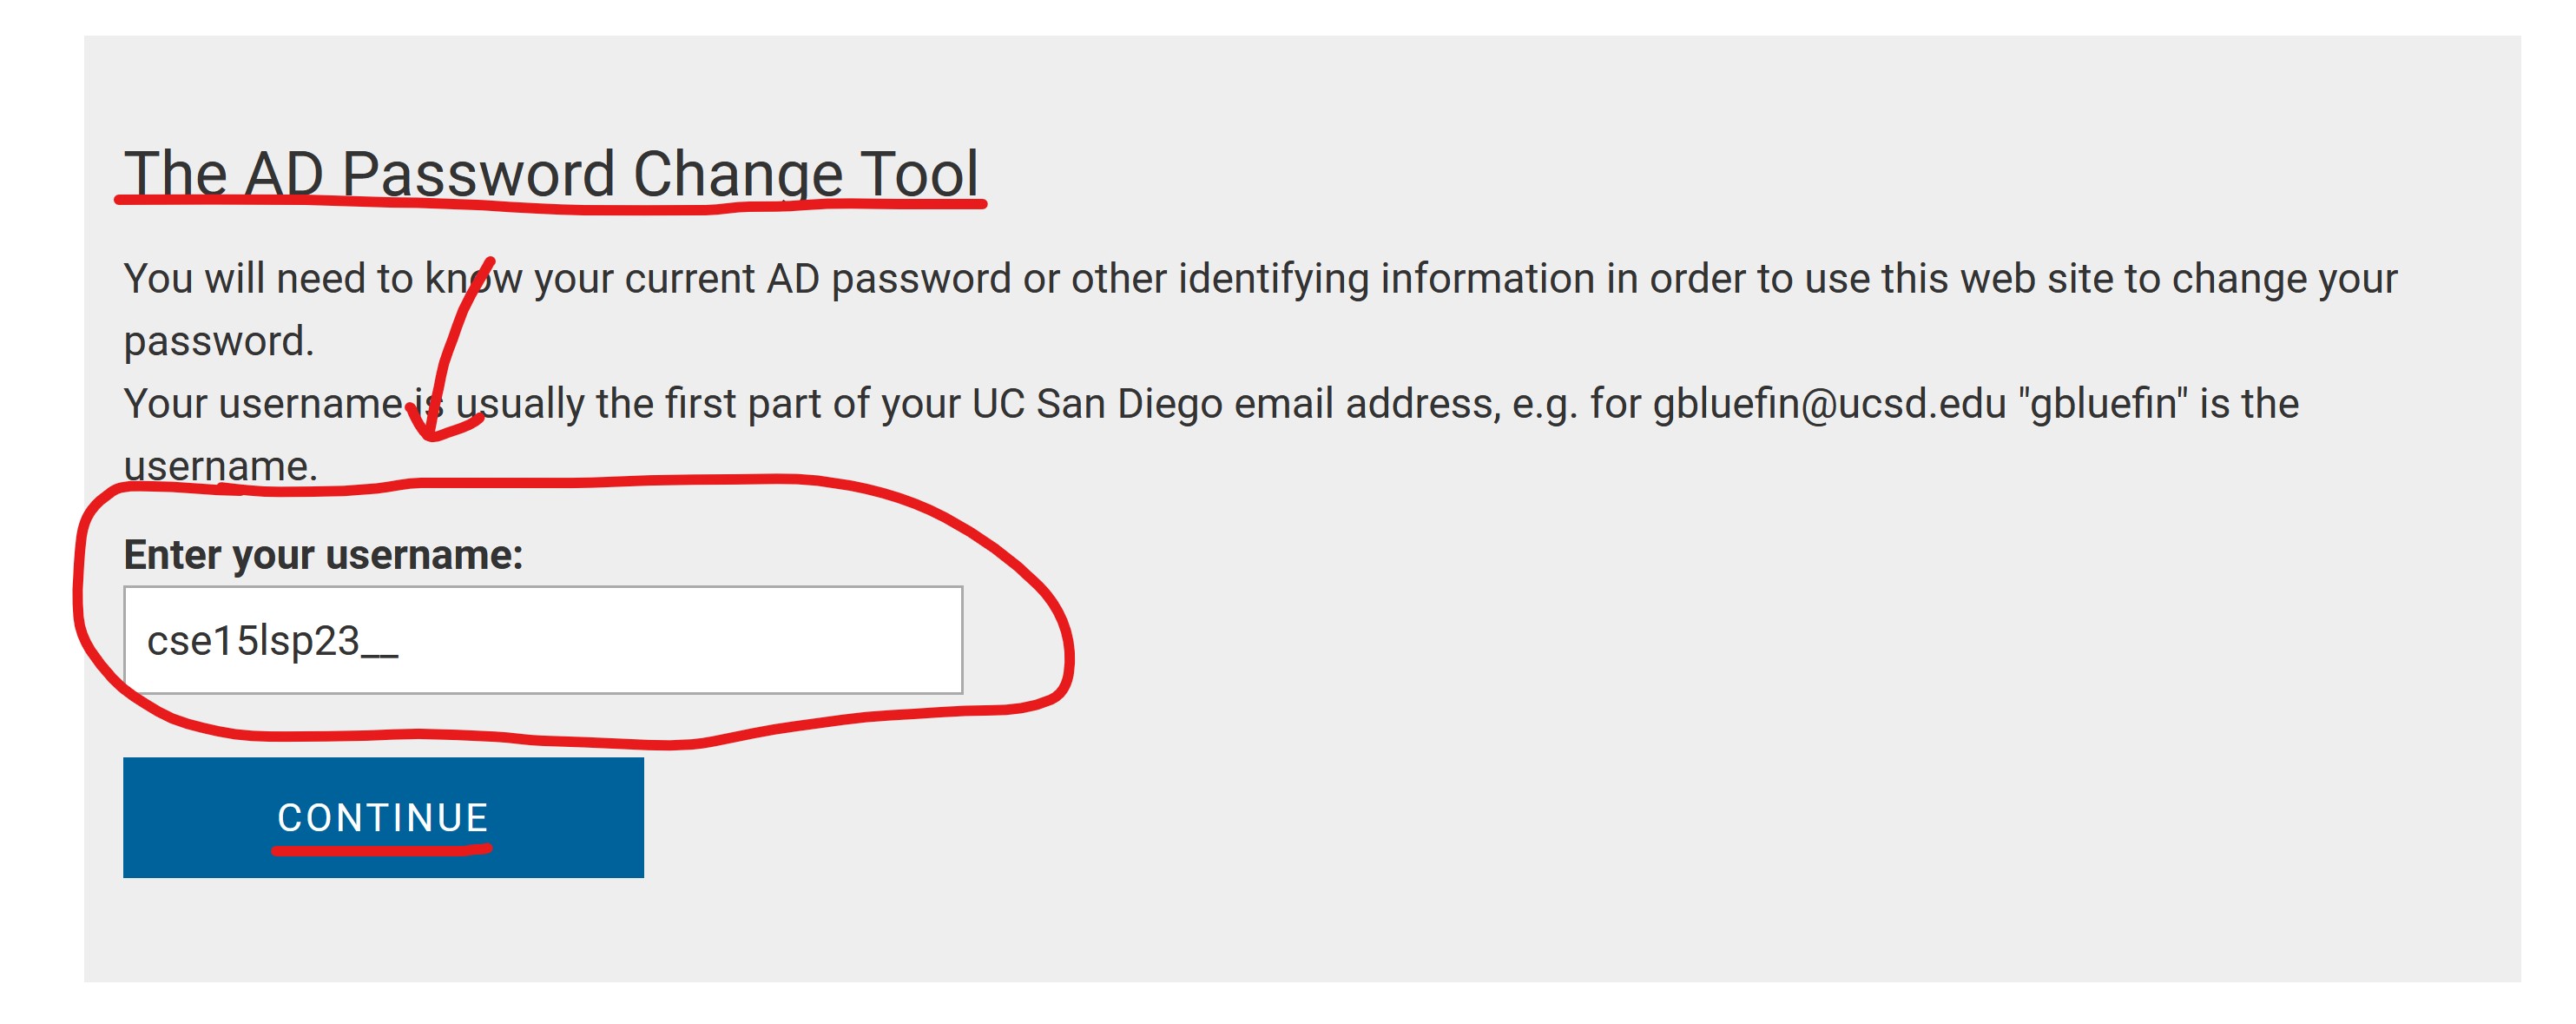 The AD Password Change Tool
You will need to know your current AD password or other identifying information in order to use this web site to change your
password.
Your username is usually the first part of your UC San Diego email address, e.g. for gbluefin@ucsd.edu "gbluefin" is the
username.
Enter your username:
cse15lsp23__
CONTINUE